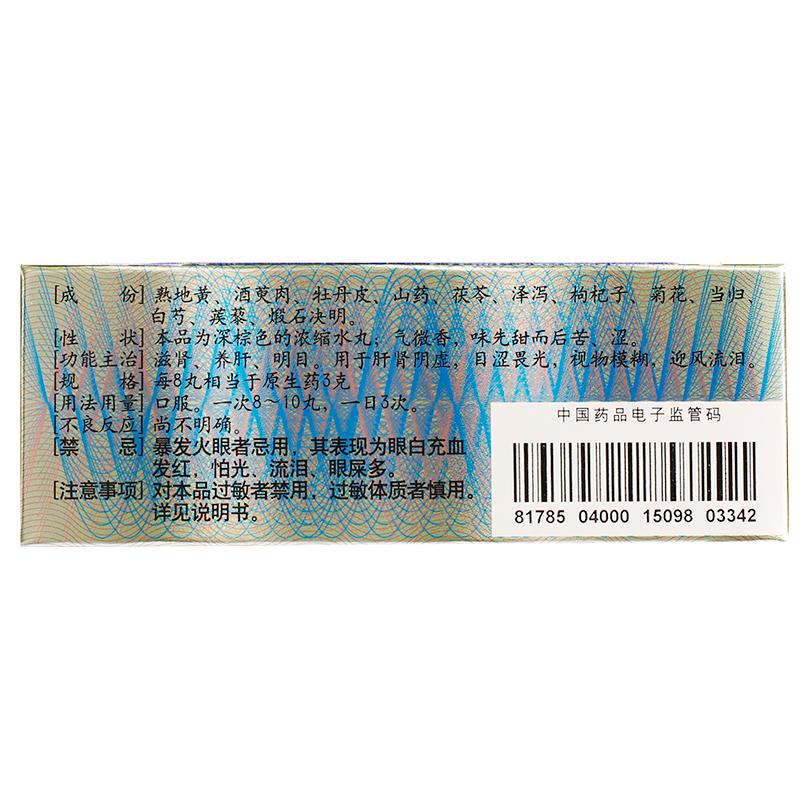 [成　　份] 熟地黄、酒萸肉、牡丹皮、山药、茯苓、泽泻、枸杞子、菊花、当归、
白芍、蒺藜、煅石决明。
[性　　状] 本品为深棕色的浓缩水丸；气微香，味先甜而后苦、涩。
[功能主治] 滋肾、养肝、明目。用于肝肾阴虚，目涩畏光，视物模糊，迎风流泪。
[规　　格] 每8丸相当于原生药3克
[用法用量] 口服。一次8～10丸，一日3次。
[不良反应] 尚不明确。
[禁　　忌] 暴发火眼者忌用，其表现为眼白充血
发红，怕光、流泪、眼屎多。
[注意事项] 对本品过敏者禁用，过敏体质者慎用。
详见说明书。
中国药品电子监管码
81785 04000 15098 03342